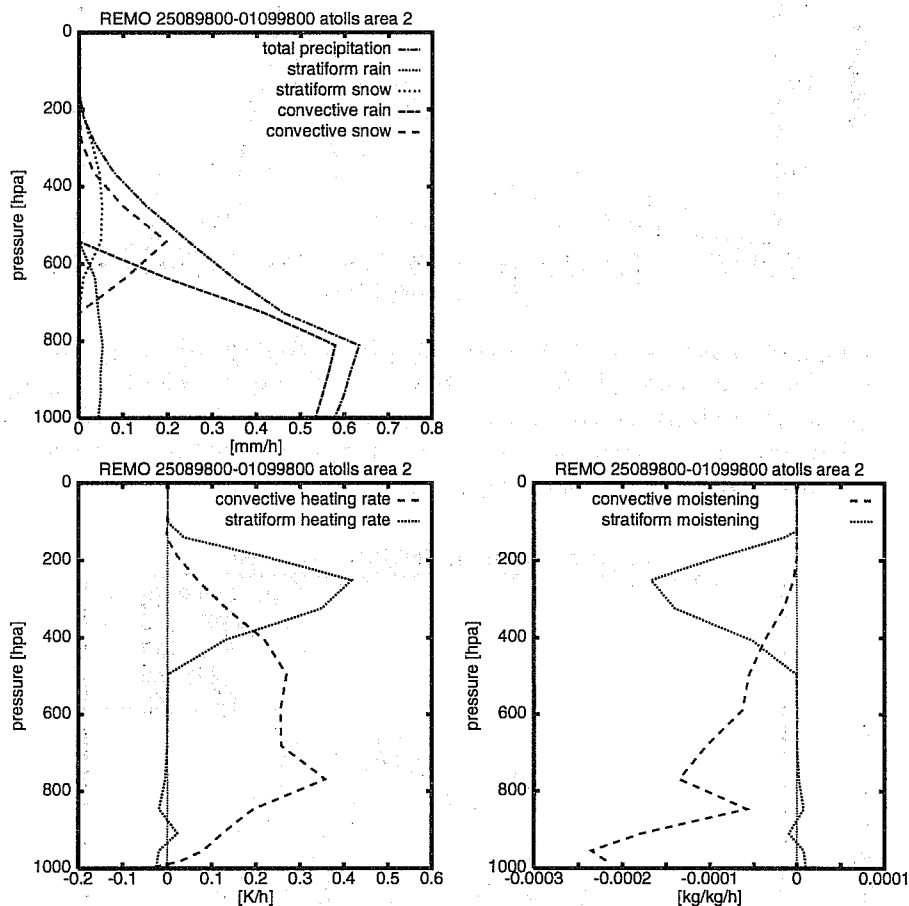 REMO 25089800-01099800 atolls area 2
total precipitation
stratiform rain
stratiform snow
convective rain
convective snow
pressure [hpa]
0
200
400
600
800
1000
0 0.1 0.2 0.3 0.4 0.5 0.6 0.7 0.8
[mm/h]
REMO 25089800-01099800 atolls area 2
convective heating rate
stratiform heating rate
pressure [hpa]
0
200
400
600
800
1000
-0.2 -0.1 0 0.1 0.2 0.3 0.4 0.5 0.6
[K/h]
REMO 25089800-01099800 atolls area 2
convective moistening
stratiform moistening
pressure [hpa]
0
200
400
600
800
1000
-0.0003 -0.0002 -0.0001 0 0.0001
[kg/kg/h]